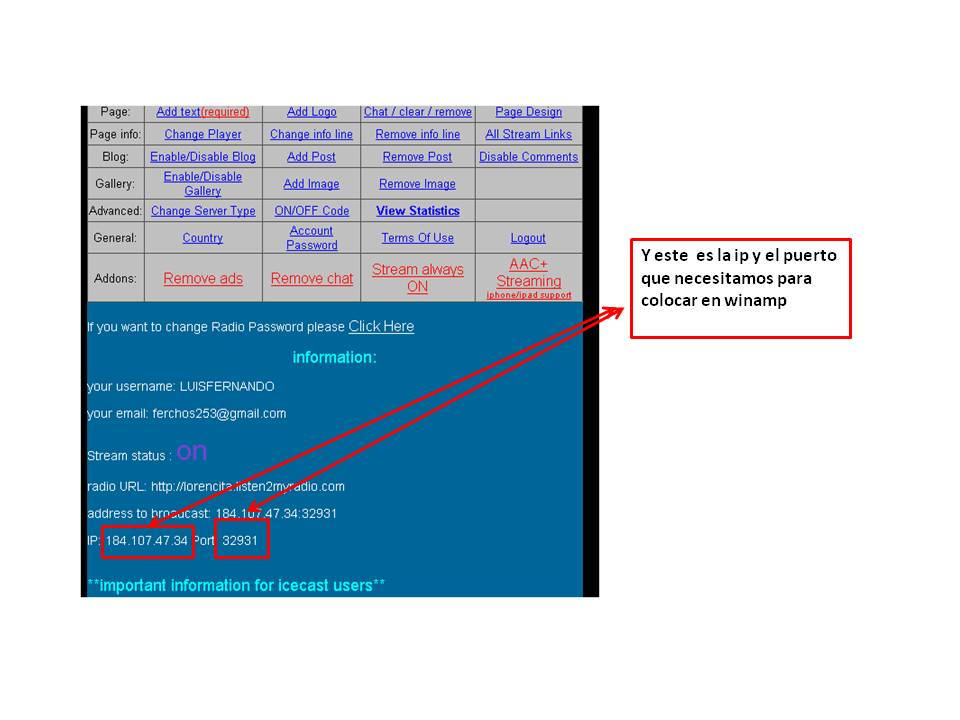 Page: Add text(required) Add Logo Chat / clear / remove Page Design
Page info: Change Player Change info line Remove info line All Stream Links
Blog: Enable/Disable Blog Add Post Remove Post Disable Comments
Gallery: Enable/Disable Gallery Add Image Remove Image
Advanced: Change Server Type ON/OFF Code View Statistics
General: Country Account Password Terms Of Use Logout
Addons: Remove ads Remove chat Stream always ON AAC+ Streaming iphone/ipad support
If you want to change Radio Password please Click Here
information:
your username: LUISFERNANDO
your email: ferchos253@gmail.com
Stream status : on
radio URL: http://lorencita.listen2myradio.com
address to broadcast: 184.107.47.34:32931
IP: 184.107.47.34 Port: 32931
**important information for icecast users**
Y este es la ip y el puerto
que necesitamos para
colocar en winamp